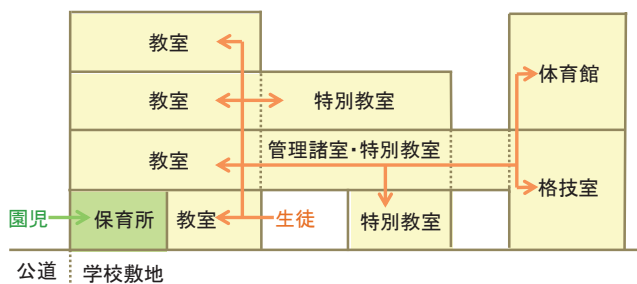 教室
体育館
教室
特別教室
教室
管理諸室・特別教室
格技室
園児
保育所
教室
生徒
特別教室
公道
学校敷地